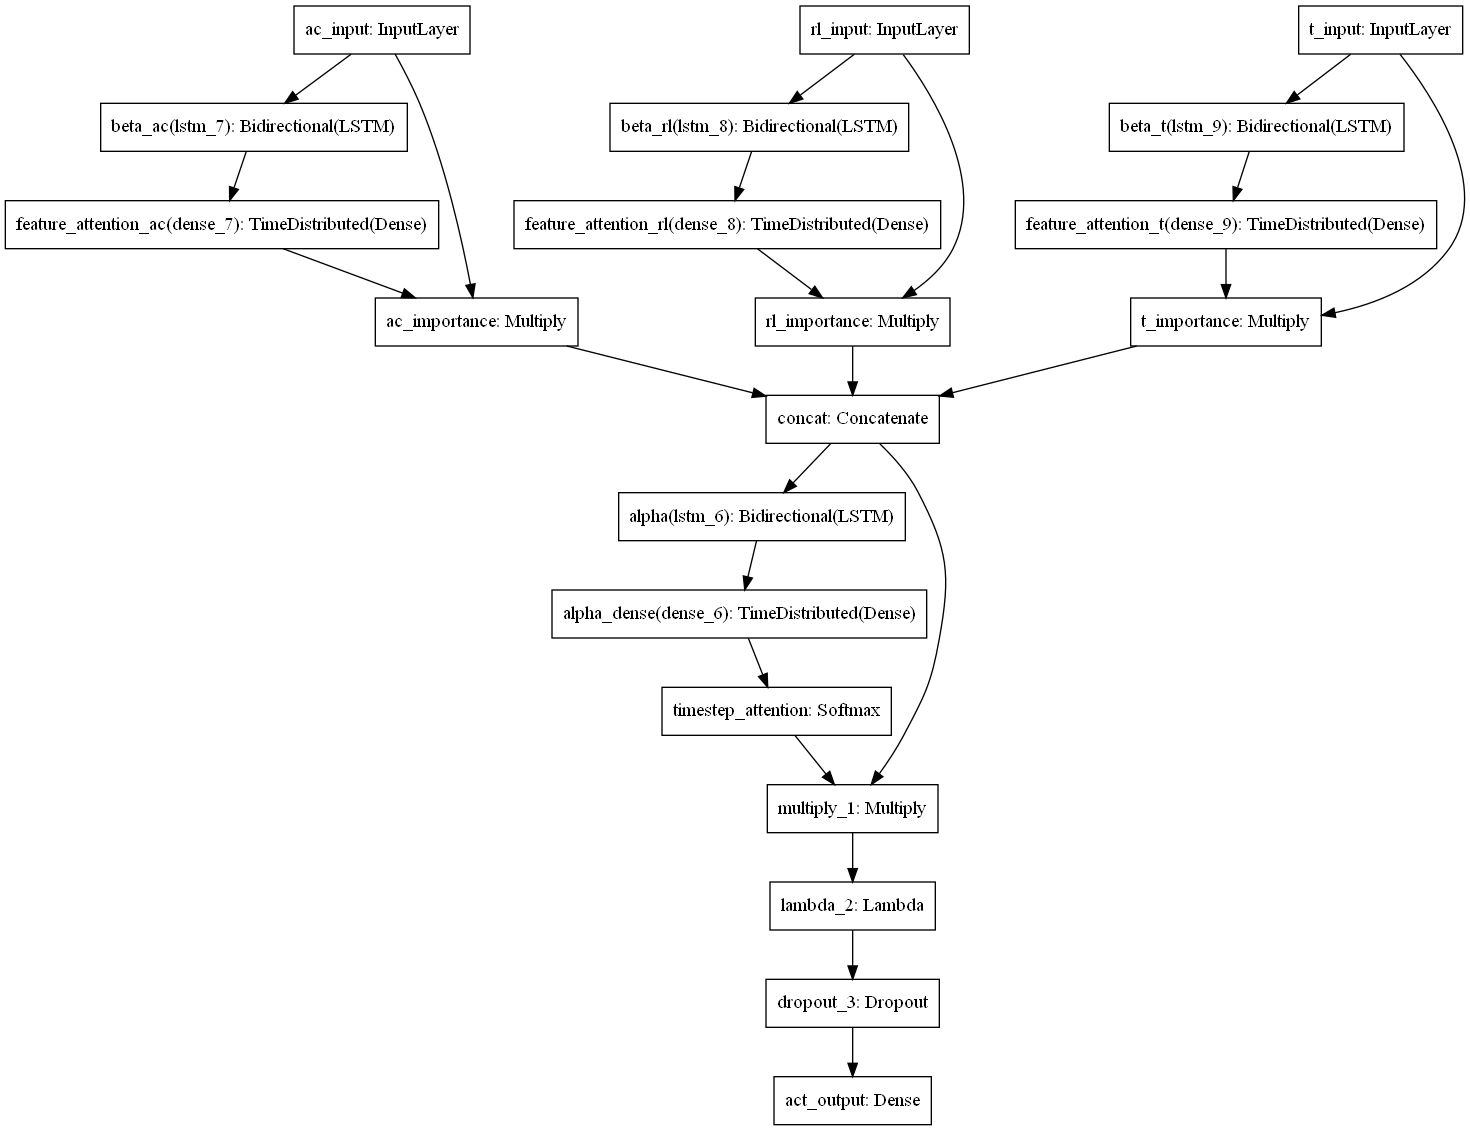 ac_input: InputLayer
rl_input: InputLayer
t_input: InputLayer
beta_ac(lstm_7): Bidirectional(LSTM)
beta_rl(lstm_8): Bidirectional(LSTM)
beta_t(lstm_9): Bidirectional(LSTM)
feature_attention_ac(dense_7): TimeDistributed(Dense)
feature_attention_rl(dense_8): TimeDistributed(Dense)
feature_attention_t(dense_9): TimeDistributed(Dense)
ac_importance: Multiply
rl_importance: Multiply
t_importance: Multiply
concat: Concatenate
alpha(lstm_6): Bidirectional(LSTM)
alpha_dense(dense_6): TimeDistributed(Dense)
timestep_attention: Softmax
multiply_1: Multiply
lambda_2: Lambda
dropout_3: Dropout
act_output: Dense